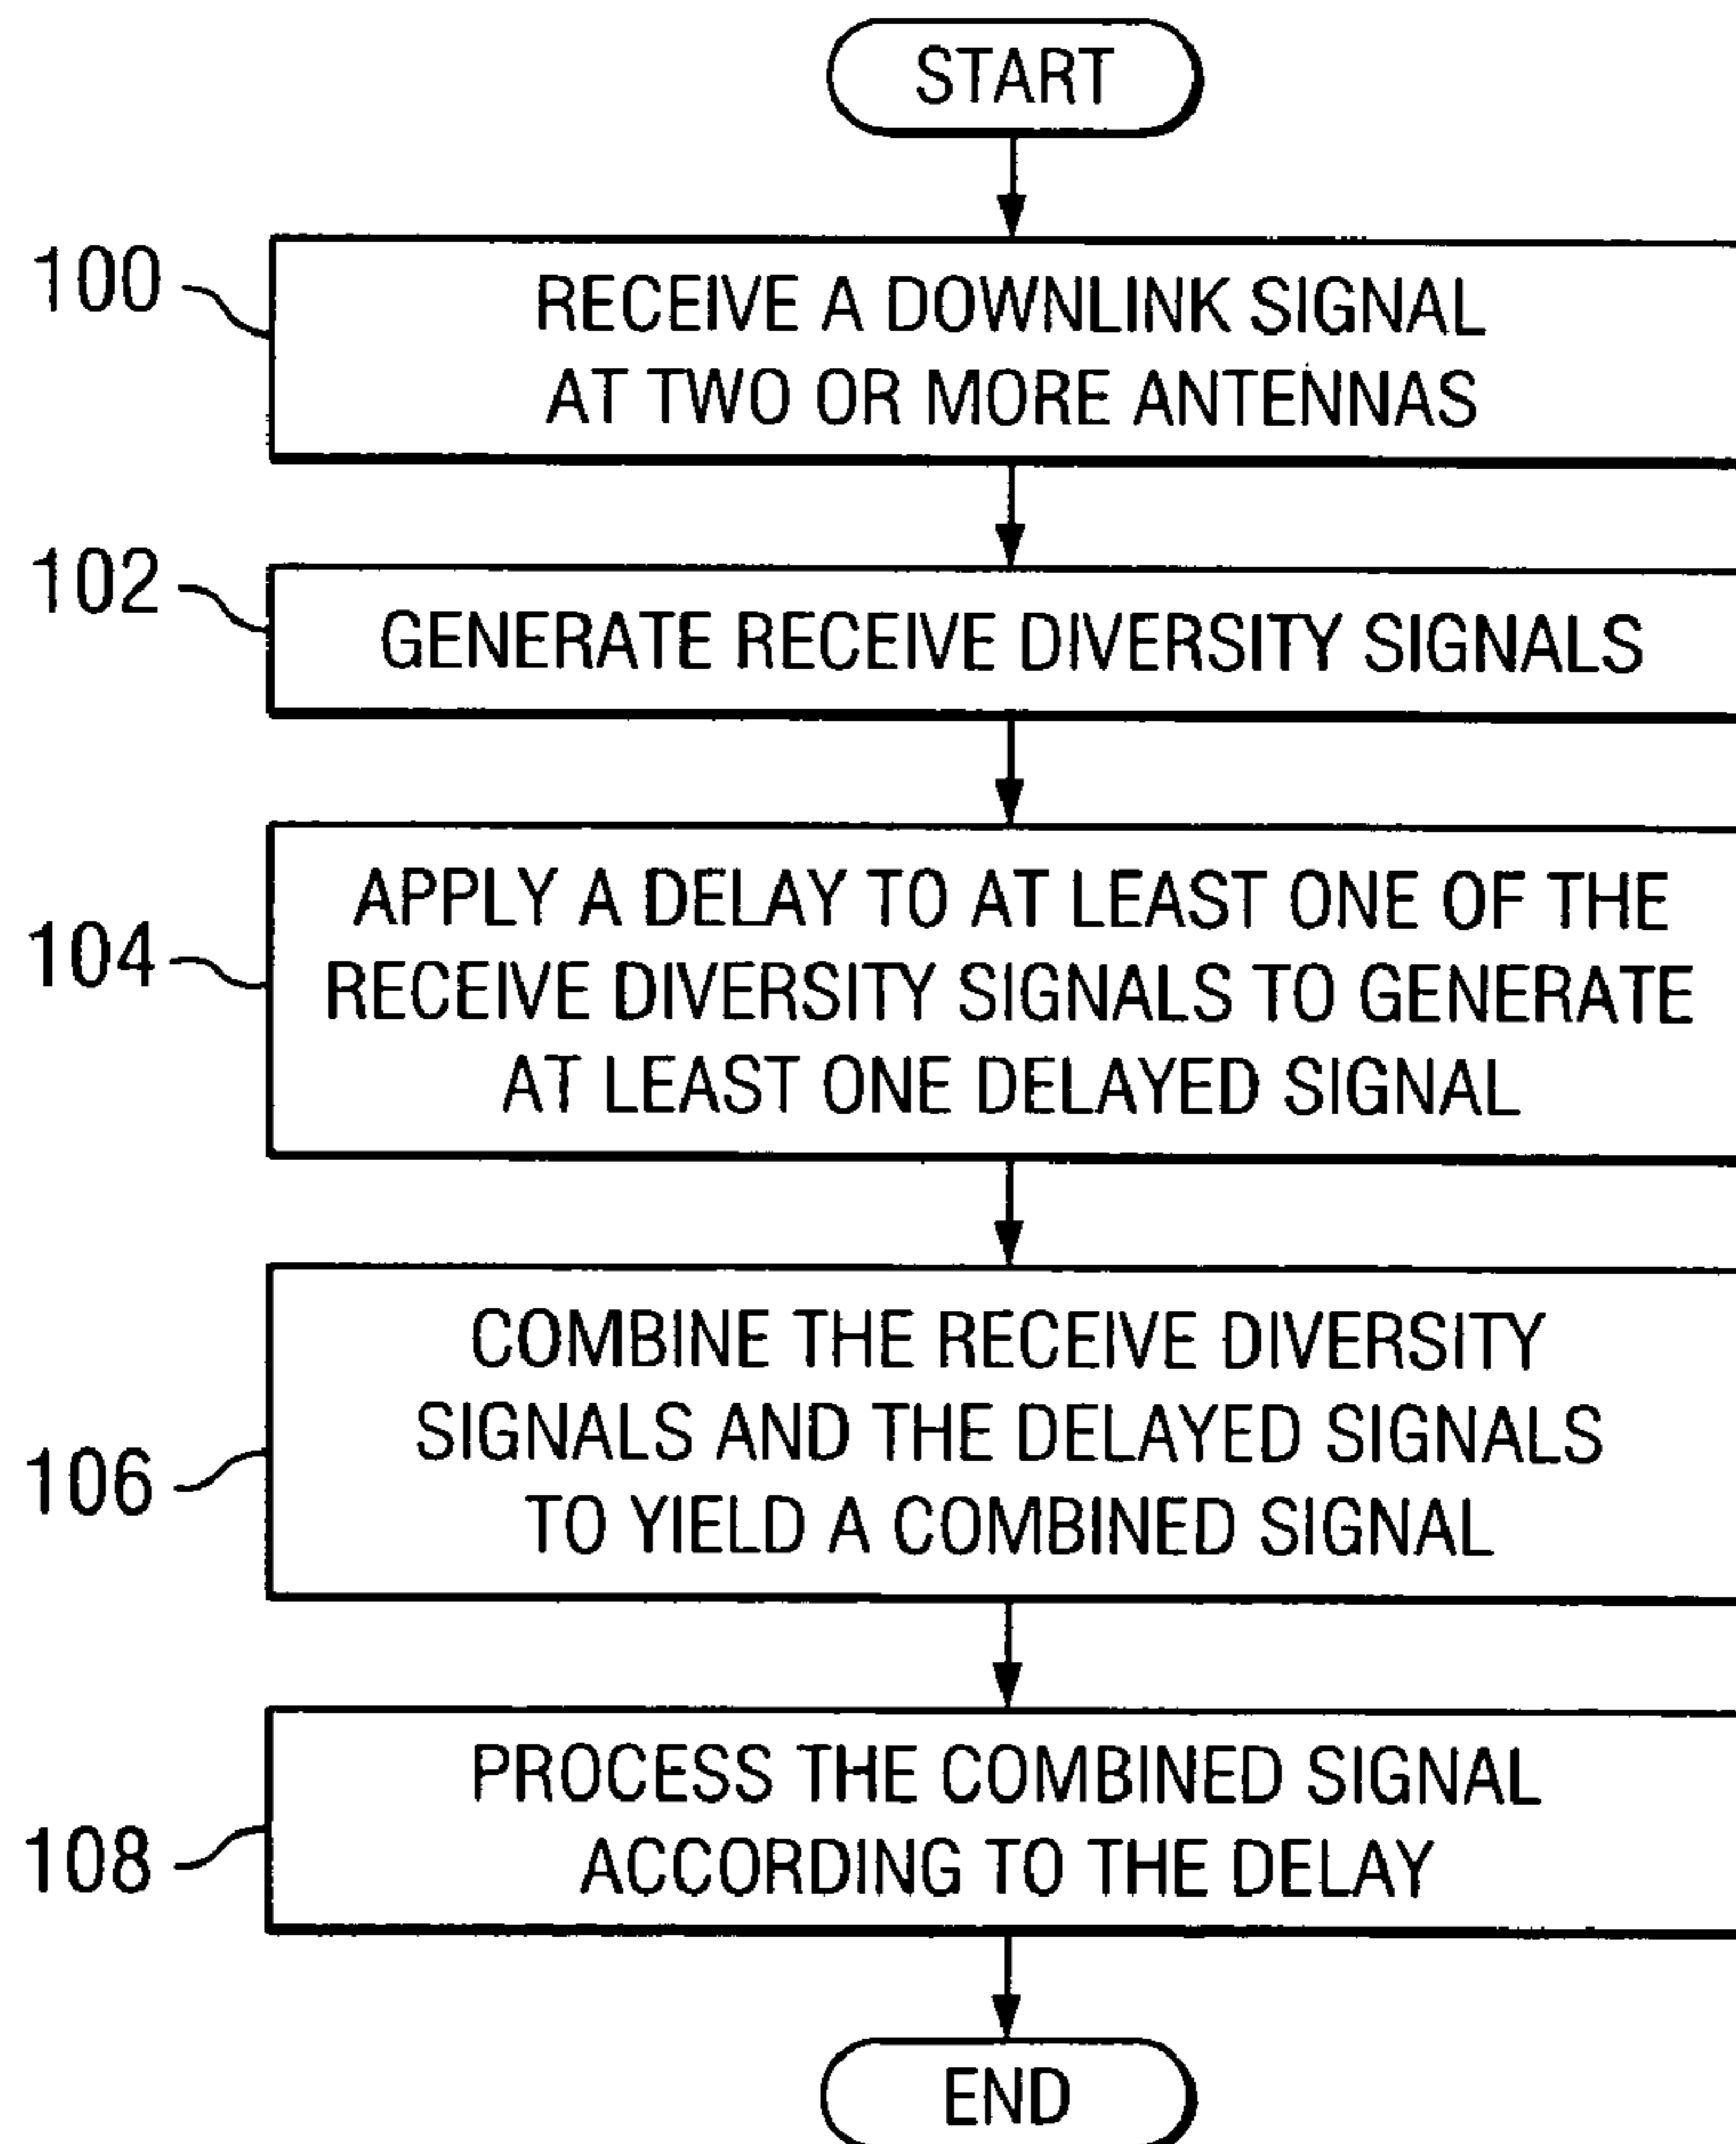 START
100
RECEIVE A DOWNLINK SIGNAL
AT TWO OR MORE ANTENNAS
102
GENERATE RECEIVE DIVERSITY SIGNALS
104
APPLY A DELAY TO AT LEAST ONE OF THE
RECEIVE DIVERSITY SIGNALS TO GENERATE
AT LEAST ONE DELAYED SIGNAL
106
COMBINE THE RECEIVE DIVERSITY
SIGNALS AND THE DELAYED SIGNALS
TO YIELD A COMBINED SIGNAL
108
PROCESS THE COMBINED SIGNAL
ACCORDING TO THE DELAY
END